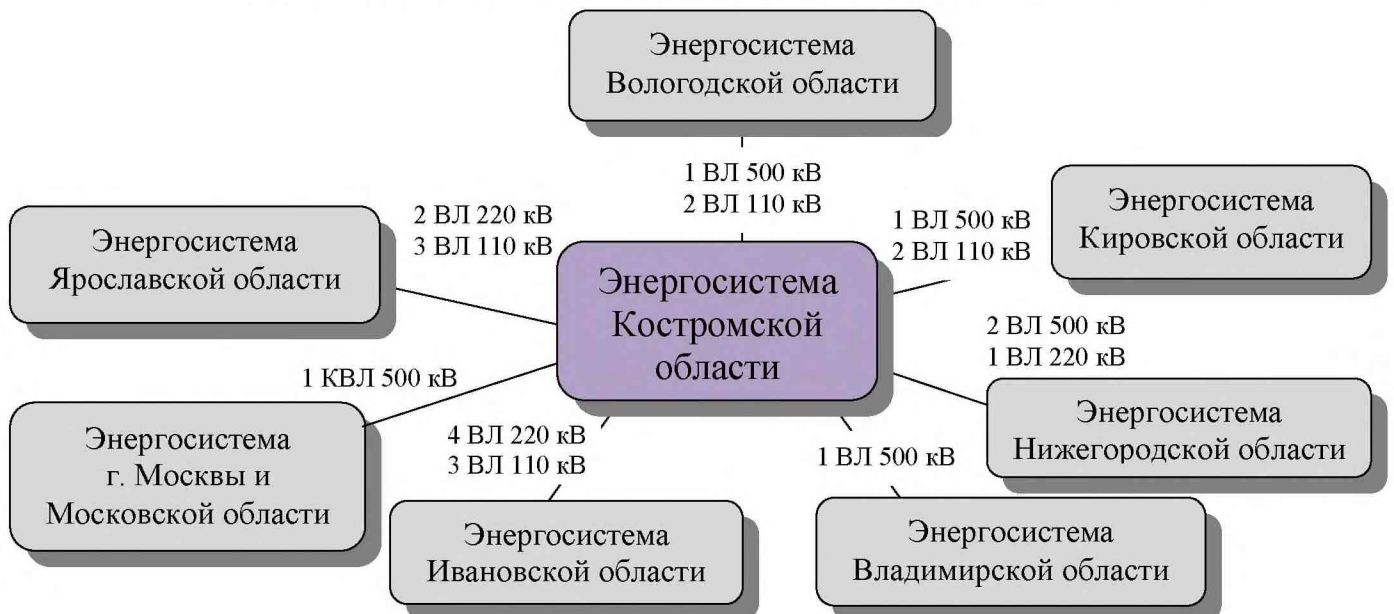 Энергосистема
Вологодской области
1 ВЛ 500 кВ
2 ВЛ 110 кВ
Энергосистема
Кировской области
1 ВЛ 500 кВ
2 ВЛ 110 кВ
2 ВЛ 220 кВ
3 ВЛ 110 кВ
Энергосистема
Ярославской области
Энергосистема
Костромской
области
2 ВЛ 500 кВ
1 ВЛ 220 кВ
1 КВЛ 500 кВ
Энергосистема
г. Москвы и
Московской области
4 ВЛ 220 кВ
3 ВЛ 110 кВ
1 ВЛ 500 кВ
Энергосистема
Нижегородской области
Энергосистема
Ивановской области
Энергосистема
Владимирской области